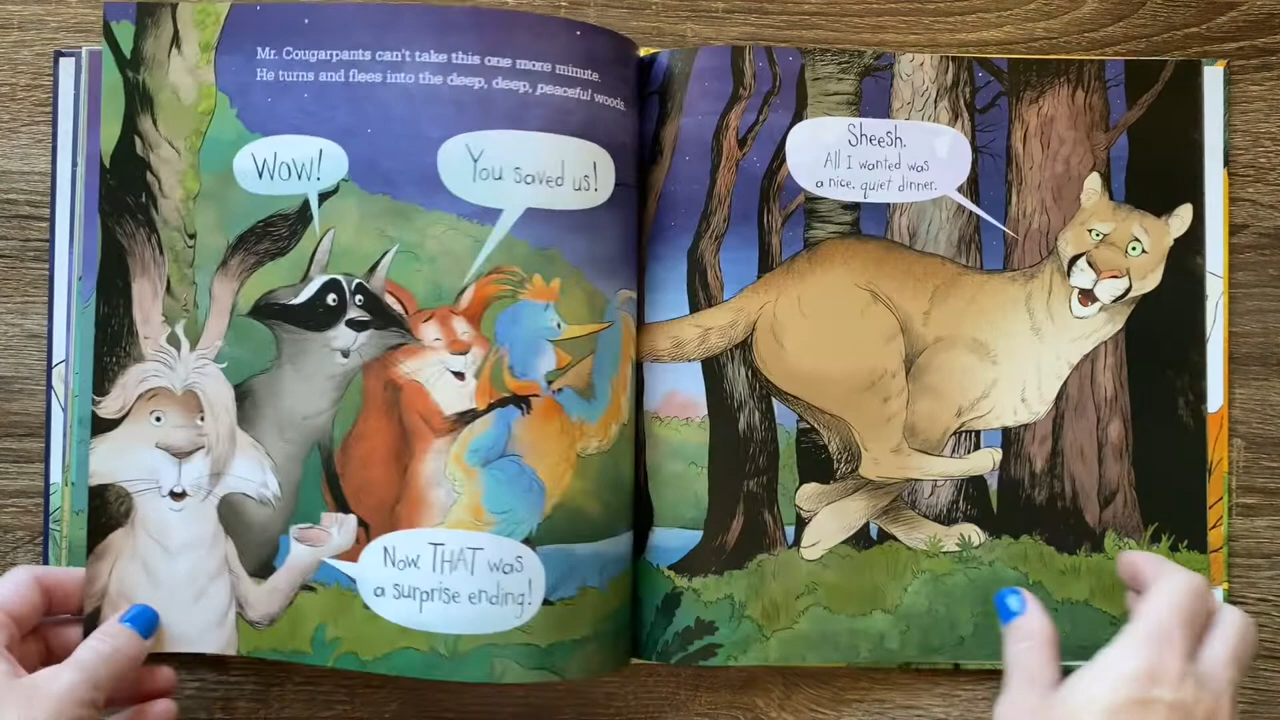 Mr. Cougarpants can't take this one more minute.
He turns and flees into the deep, deep, peaceful woods.
Wow!
You saved us!
Now THAT was
a surprise ending!
Sheesh.
All I wanted was
a nice, quiet dinner.